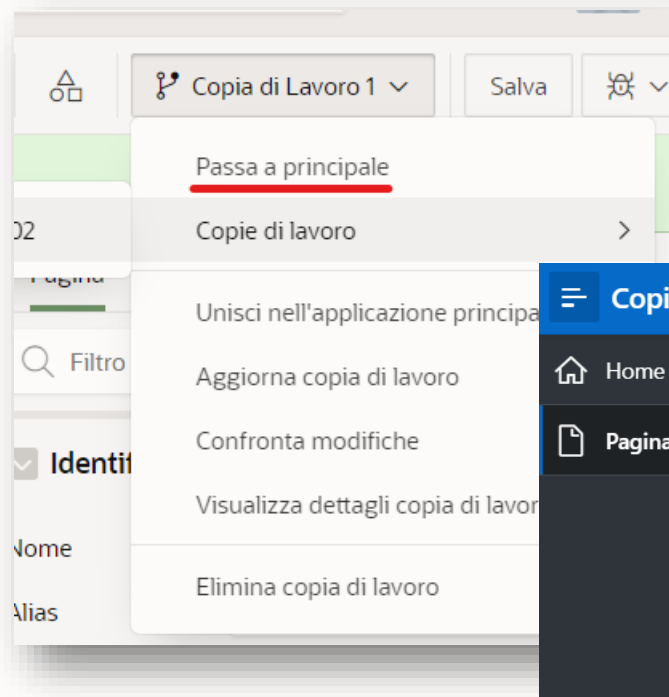 Copia di Lavoro 1
Salva
Passa a principale
02
Copie di lavoro
Pagina
Unisci nell'applicazione principa
Copi
Filtro
Aggiorna copia di lavoro
Home
Confronta modifiche
Pagina
Identif
Visualizza dettagli copia di lavor
Nome
Elimina copia di lavoro
Alias